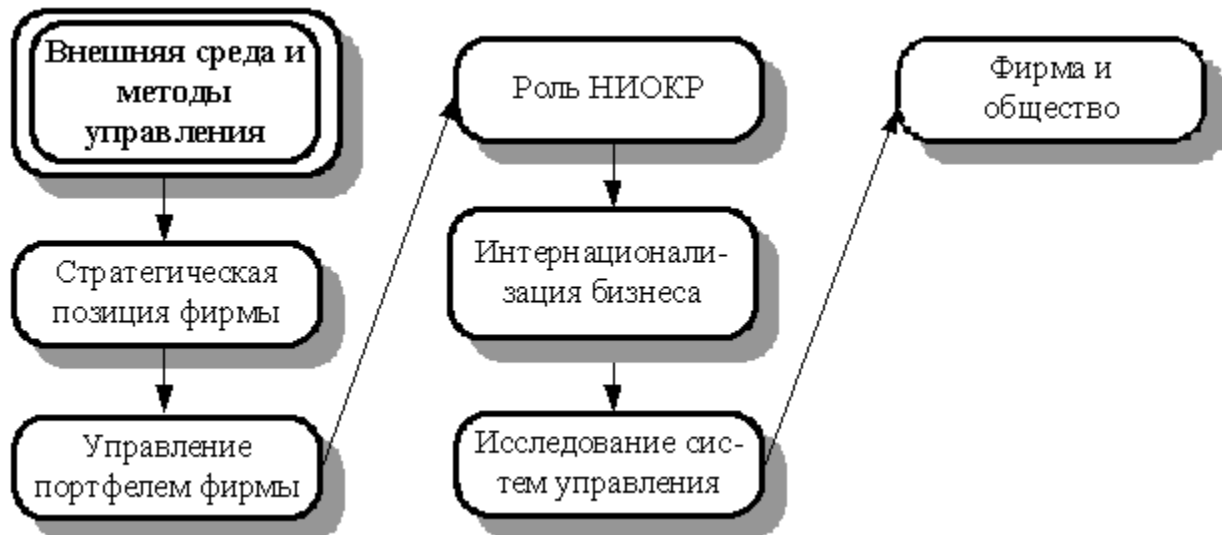 Внешняя среда и
методы
управления
Стратегическая
позиция фирмы
Управление
портфелем фирмы
Роль НИОКР
Интернационали-
зация бизнеса
Исследование сис-
тем управления
Фирма и
общество